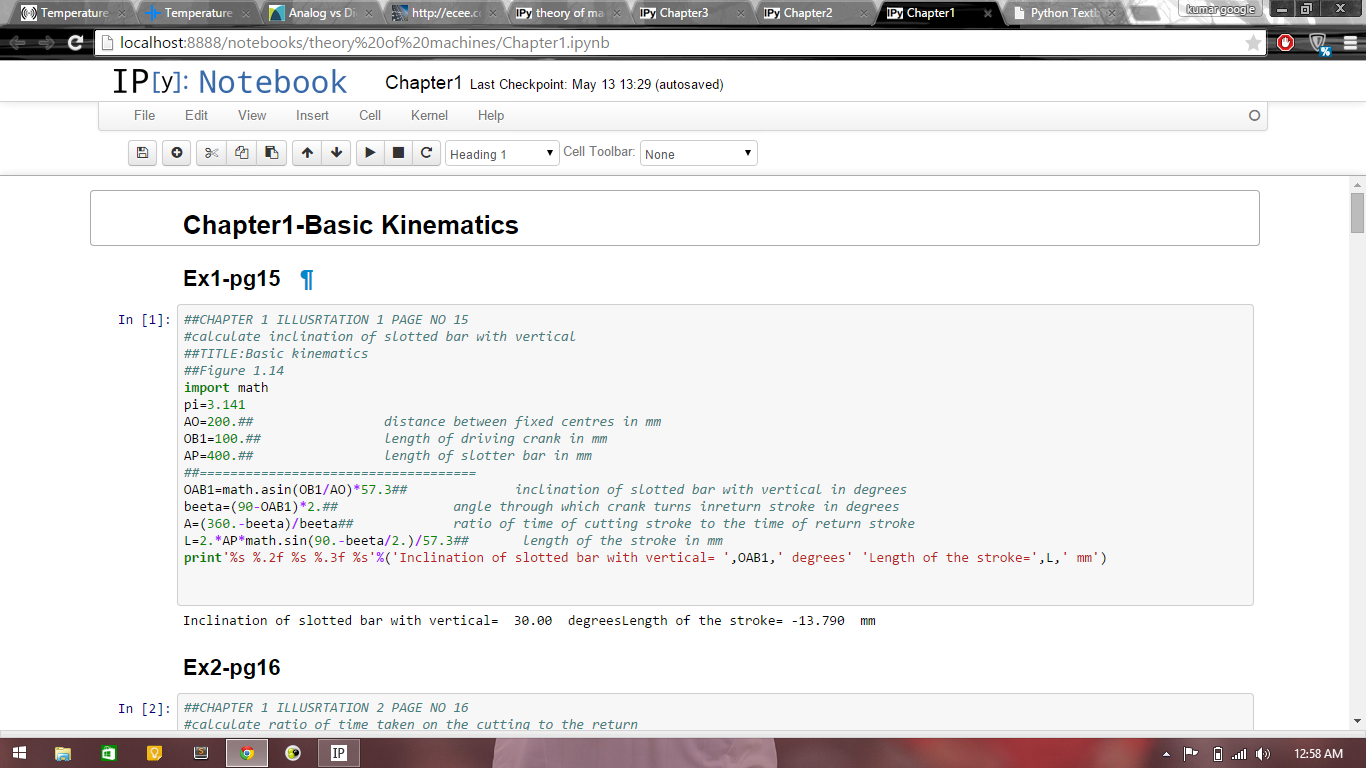 Temperature
Temperature
Analog vs Di
http://ecee.c
IPy theory of ma
IPy Chapter3
IPy Chapter2
IPy Chapter1
Python Textb
kumar google
localhost:8888/notebooks/theory%20of%20machines/Chapter1.ipynb
%
IP[y]: Notebook
Chapter1 Last Checkpoint: May 13 13:29 (autosaved)
File Edit View Insert Cell Kernel Help
Heading 1 Cell Toolbar: None
Chapter1-Basic Kinematics
Ex1-pg15 ¶
In [1]:
##CHAPTER 1 ILLUSRTATION 1 PAGE NO 15
#calculate inclination of slotted bar with vertical
##TITLE:Basic kinematics
##Figure 1.14
import math
pi=3.141
AO=200.## distance between fixed centres in mm
OB1=100.## length of driving crank in mm
AP=400.## length of slotter bar in mm
##====================================
OAB1=math.asin(OB1/AO)*57.3## inclination of slotted bar with vertical in degrees
beeta=(90-OAB1)*2.## angle through which crank turns inreturn stroke in degrees
A=(360.-beeta)/beeta## ratio of time of cutting stroke to the time of return stroke
L=2.*AP*math.sin(90.-beeta/2.)/57.3## length of the stroke in mm
print'%s %.2f %s %.3f %s'%('Inclination of slotted bar with vertical= ',OAB1,' degrees' 'Length of the stroke=',L,' mm')
Inclination of slotted bar with vertical=  30.00  degreesLength of the stroke= -13.790  mm
Ex2-pg16
In [2]:
##CHAPTER 1 ILLUSRTATION 2 PAGE NO 16
#calculate ratio of time taken on the cutting to the return
IP
12:58 AM